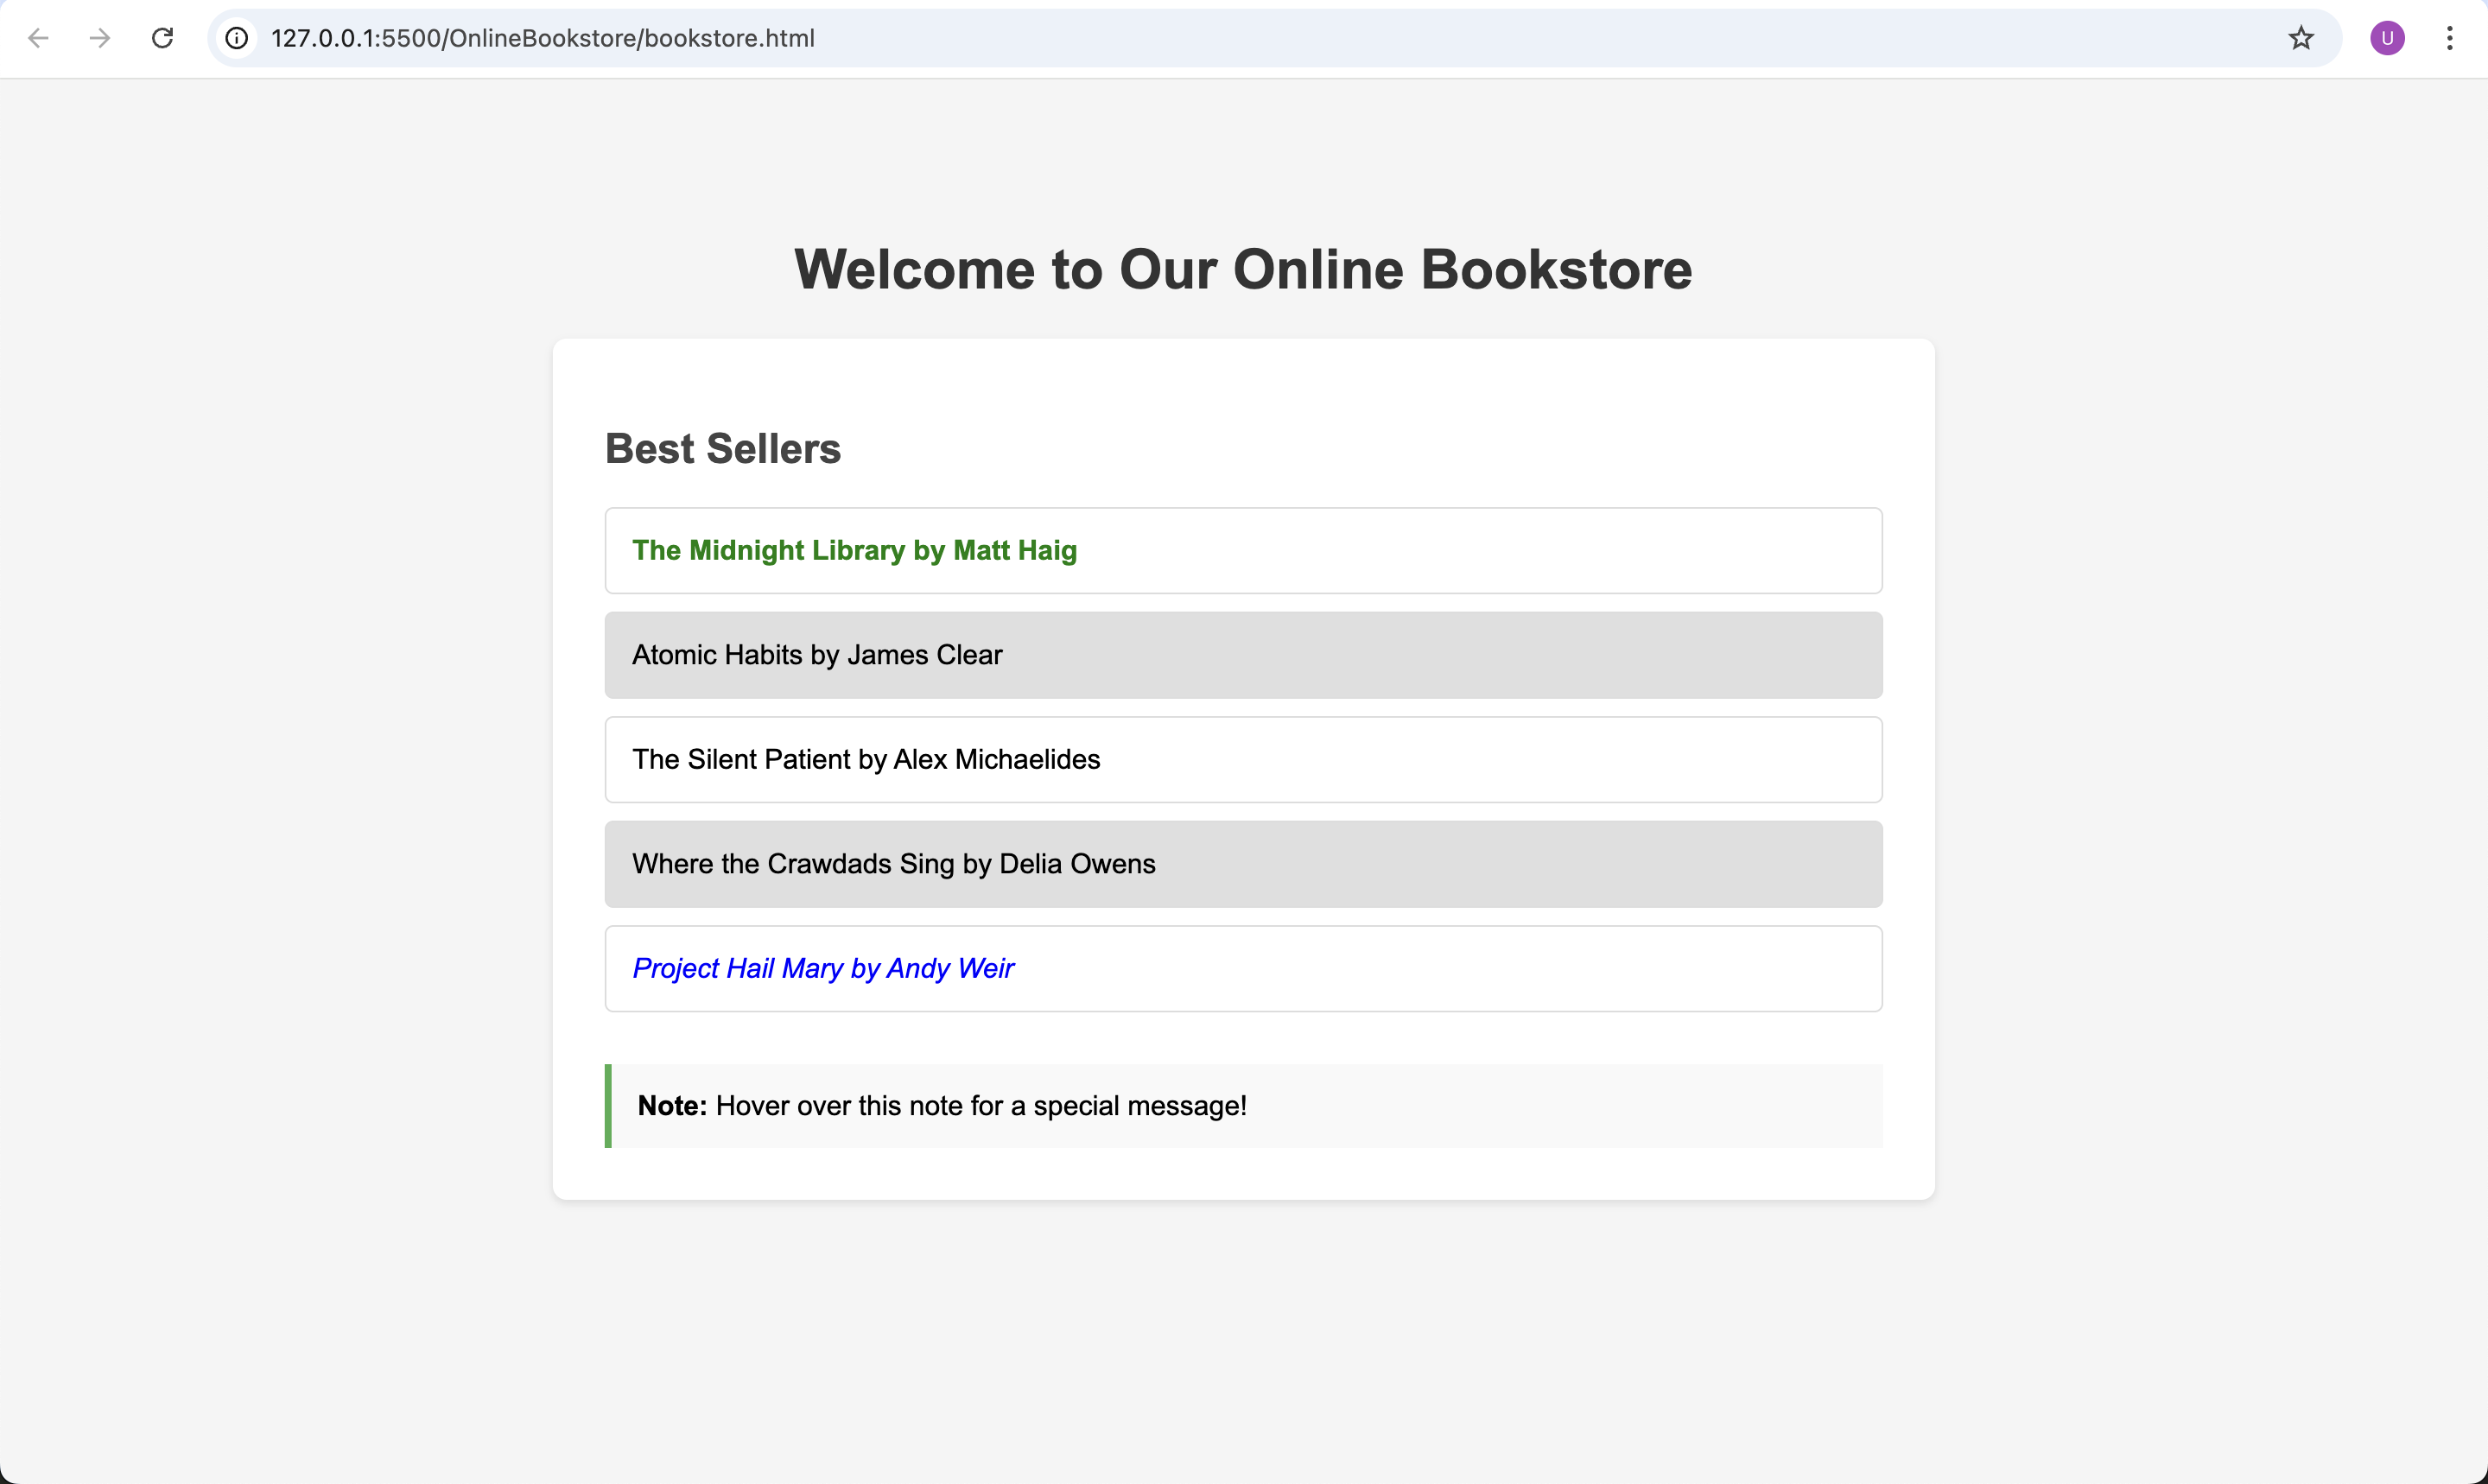 127.0.0.1:5500/OnlineBookstore/bookstore.html
U
Welcome to Our Online Bookstore
Best Sellers
The Midnight Library by Matt Haig
Atomic Habits by James Clear
The Silent Patient by Alex Michaelides
Where the Crawdads Sing by Delia Owens
Project Hail Mary by Andy Weir
Note: Hover over this note for a special message!